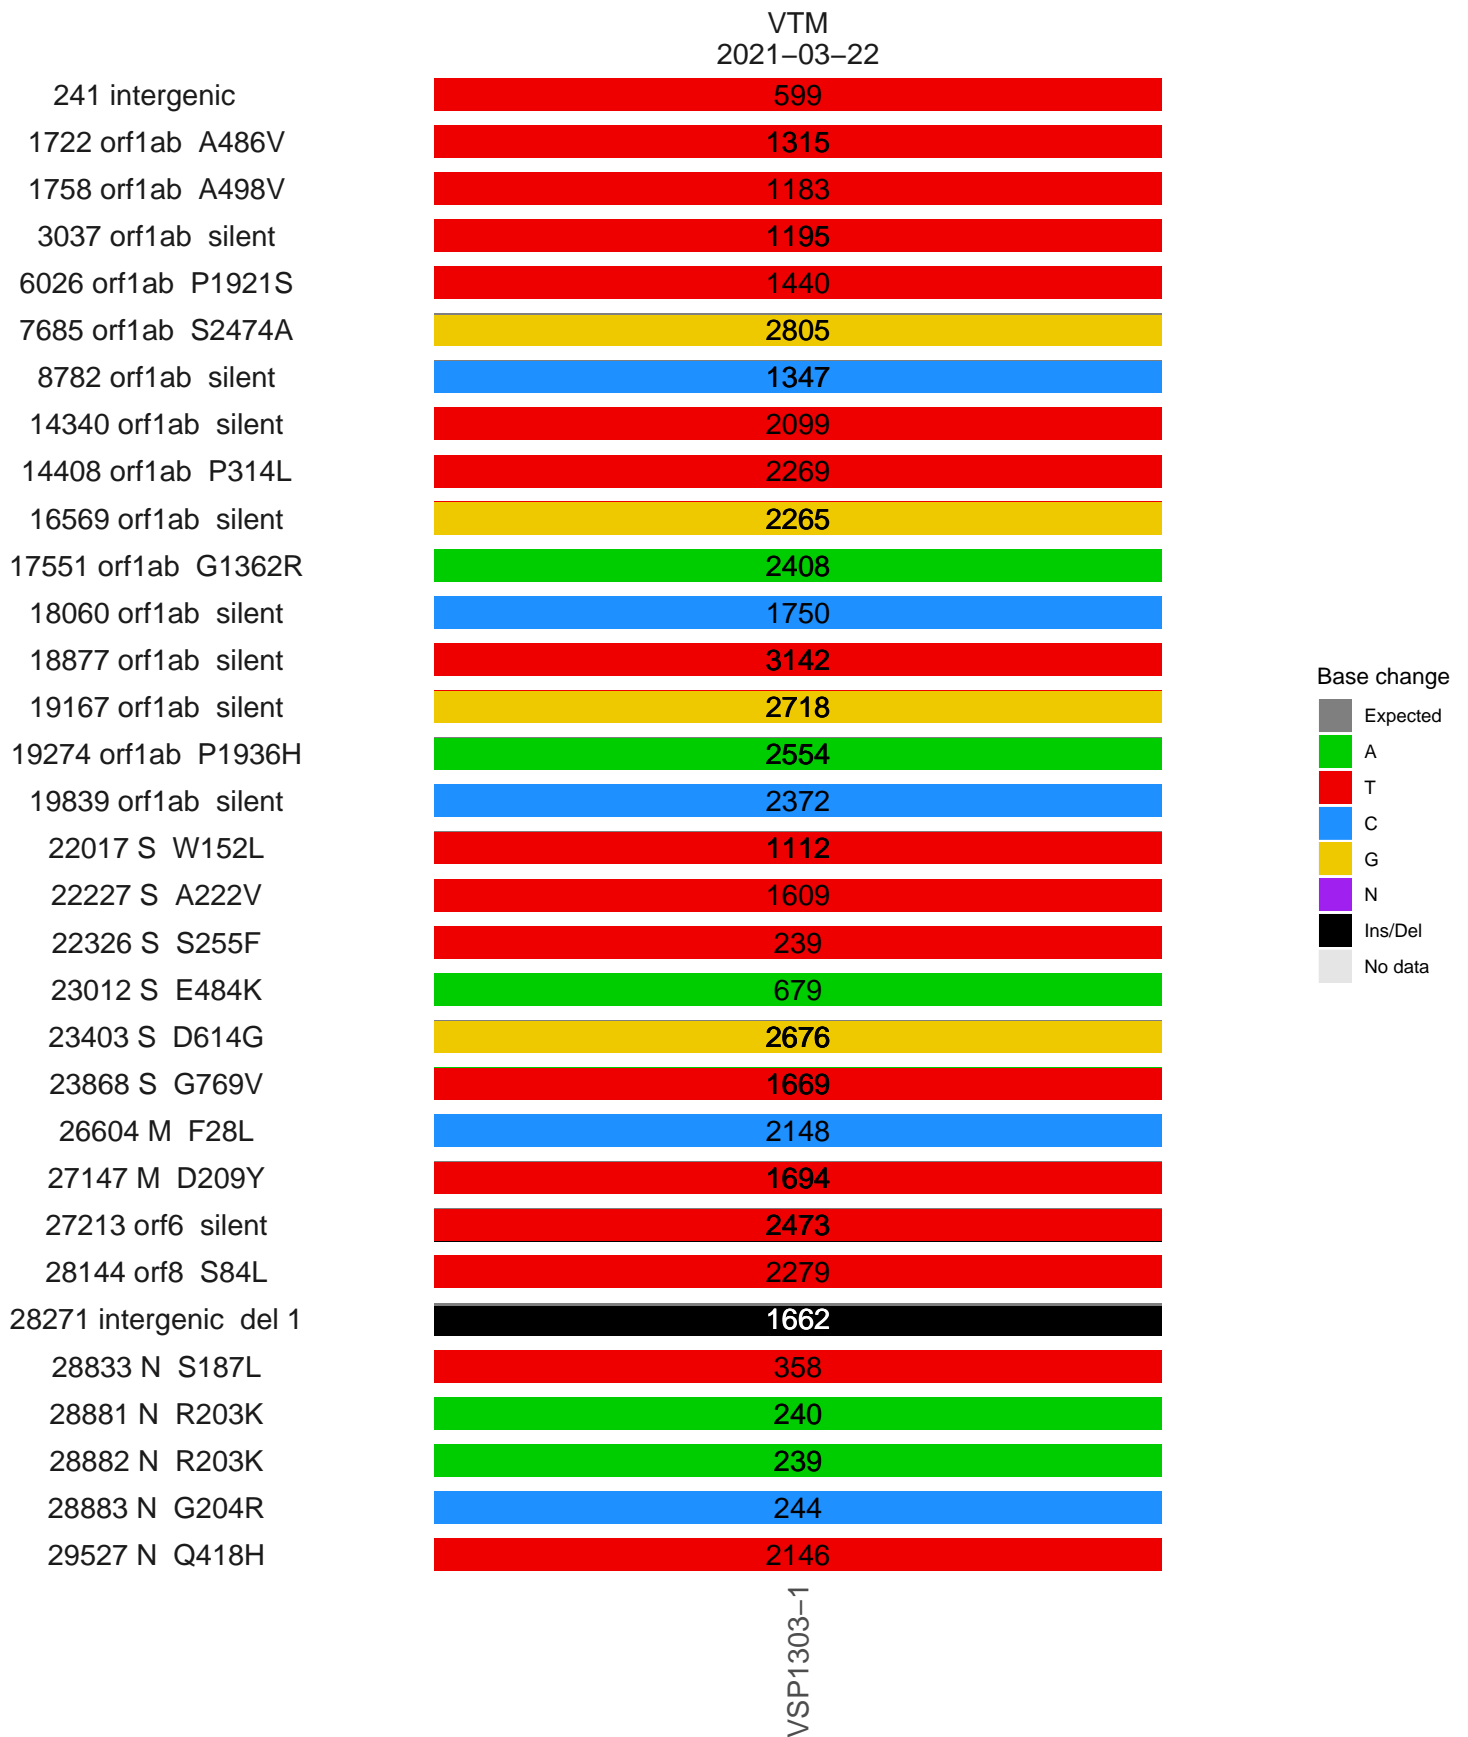 VTM
2021−03−22
241 intergenic 599
1722 orf1ab A486V 1315
1758 orf1ab A498V 1183
3037 orf1ab silent 1195
6026 orf1ab P1921S 1440
7685 orf1ab S2474A 2805
8782 orf1ab silent 1347
14340 orf1ab silent 2099
14408 orf1ab P314L 2269
16569 orf1ab silent 2265
17551 orf1ab G1362R 2408
18060 orf1ab silent 1750
18877 orf1ab silent 3142
19167 orf1ab silent 2718
19274 orf1ab P1936H 2554
19839 orf1ab silent 2372
22017 S W152L 1112
22227 S A222V 1609
22326 S S255F 239
23012 S E484K 679
23403 S D614G 2676
23868 S G769V 1669
26604 M F28L 2148
27147 M D209Y 1694
27213 orf6 silent 2473
28144 orf8 S84L 2279
28271 intergenic del 1 1662
28833 N S187L 358
28881 N R203K 240
28882 N R203K 239
28883 N G204R 244
29527 N Q418H 2146
VSP1303−1
Base change
Expected
A
T
C
G
N
Ins/Del
No data